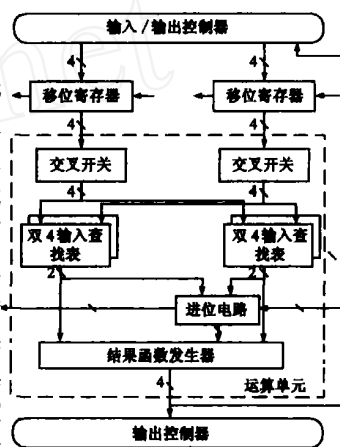 输入/输出控制器
4 4
移位寄存器 移位寄存器
4 4
交叉开关 交叉开关
4 4
双4输入查找表 双4输入查找表
2 2
进位电路
结果函数发生器
4 运算单元
输出控制器